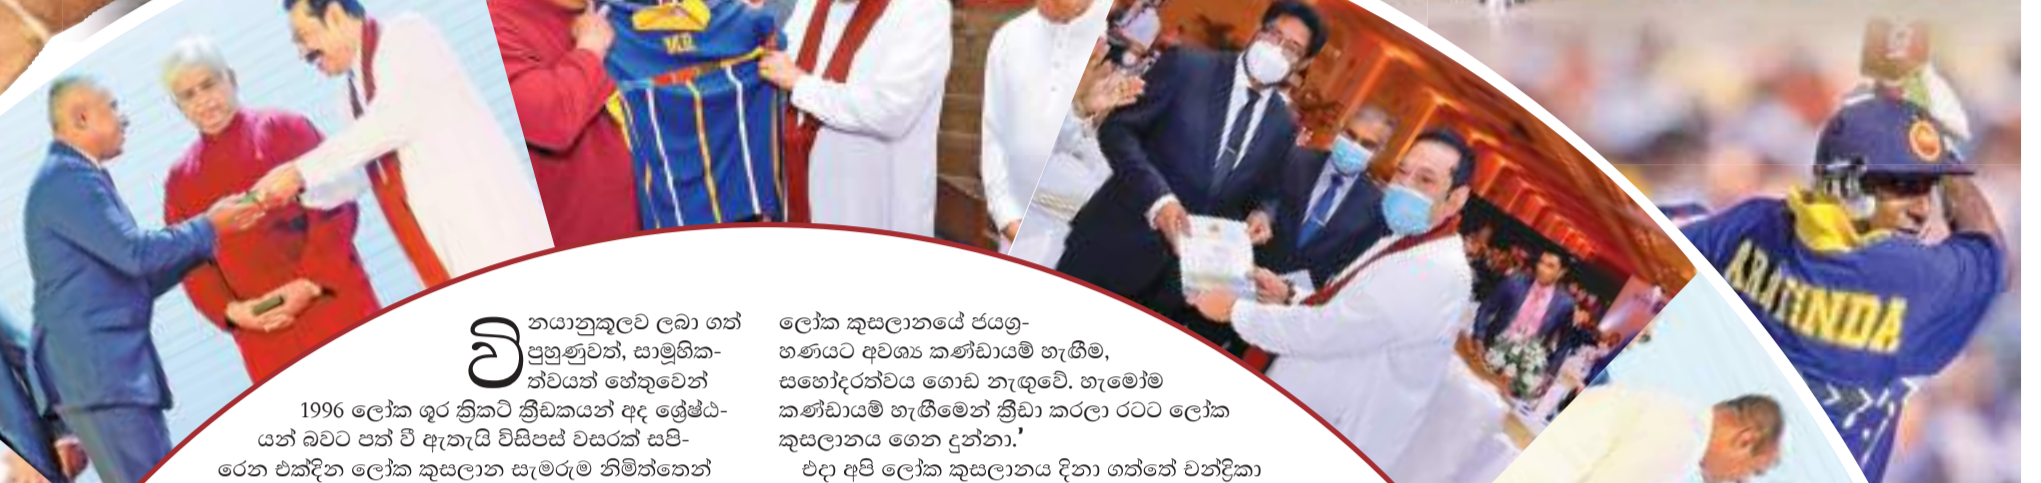 M.R.
ARAVINDA
විනයානුකූලව ලබා ගත්
පුහුණුවත්, සාමූහික-
ත්වයත් හේතුවෙන්
1996 ලෝක ශූර ක්‍රිකට් ක්‍රීඩකයන් අද ශ්‍රේෂ්ඨ-
යන් බවට පත් වී ඇතැයි විසිපස් වසරක් සපි-
රෙන එක්දින ලෝක කුසලාන සැමරුම නිමිත්තෙන්
ලෝක කුසලානයේ ජයග්‍ර-
හණයට අවශ්‍ය කණ්ඩායම් හැඟීම,
සහෝදරත්වය ගොඩ නැඟුවේ. හැමෝම
කණ්ඩායම් හැඟීමෙන් ක්‍රීඩා කරලා රටට ලෝක
කුසලානය ගෙන දුන්නා.’
එදා අපි ලෝක කුසලානය දිනා ගත්තේ චන්ද්‍රිකා